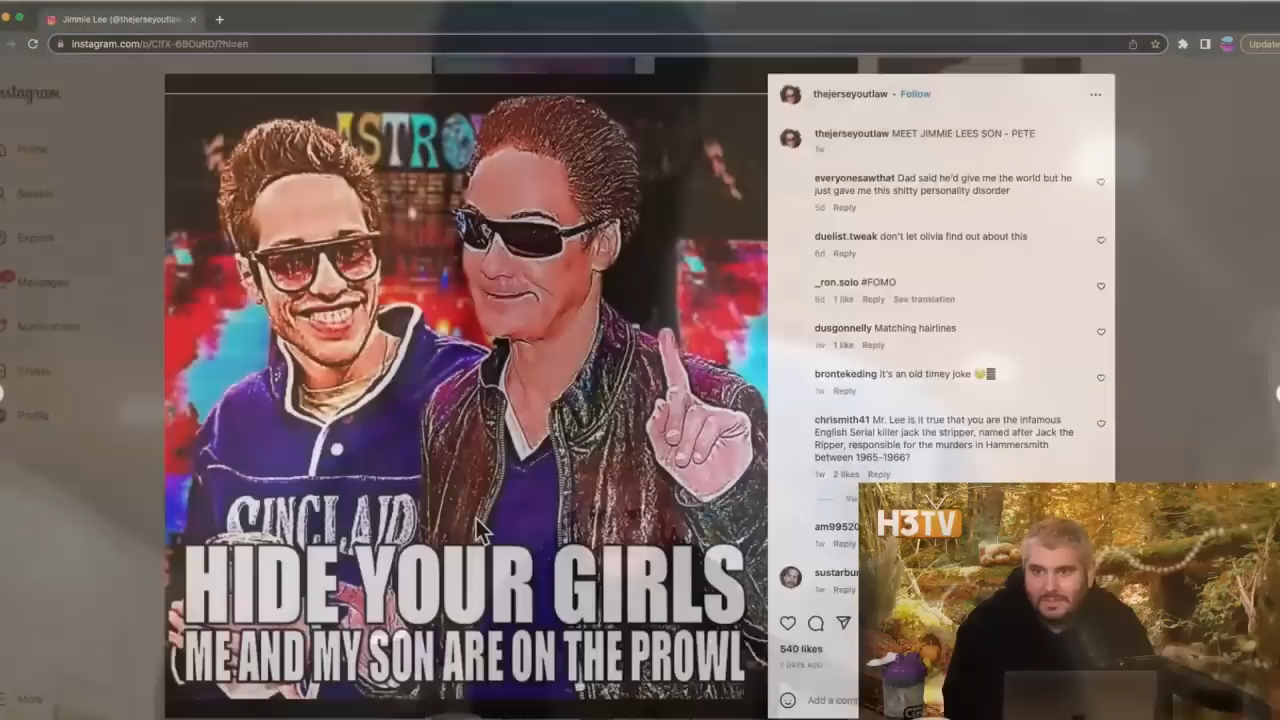 Jimmie Lee (@thejerseyoutlaw
instagram.com/p/ClfX-6BOuRD/?hl=en
Update
nstagram
Home
Search
Explore
Messages
Notifications
Create
Profile
More
ASTRO
SINCLAIR
HIDE YOUR GIRLS
ME AND MY SON ARE ON THE PROWL
thejerseyoutlaw • Follow
thejerseyoutlaw MEET JIMMIE LEES SON - PETE
1w
everyonesawthat Dad said he'd give me the world but he
just gave me this shitty personality disorder
5d Reply
duelist.tweak don't let olivia find out about this
6d Reply
_ron.solo #FOMO
6d 1 like Reply See translation
dusgonnelly Matching hairlines
1w 1 like Reply
brontekeding It's an old timey joke
1w Reply
chrismith41 Mr. Lee is it true that you are the infamous
English Serial killer jack the stripper, named after Jack the
Ripper, responsible for the murders in Hammersmith
between 1965-1966?
1w 2 likes Reply
am99520
1w Reply
sustarbur
1w Reply
540 likes
7 DAYS AGO
Add a comm
H3TV